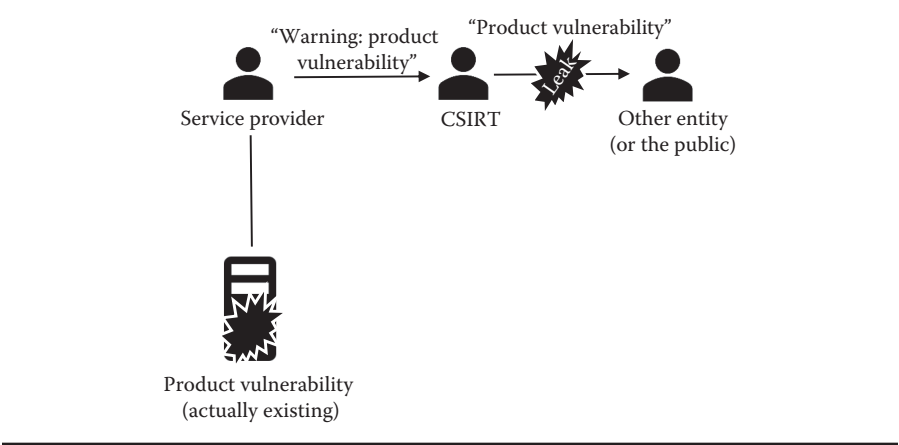 “Warning: product
vulnerability”
“Product vulnerability”
Leak
Service provider
CSIRT
Other entity
(or the public)
Product vulnerability
(actually existing)